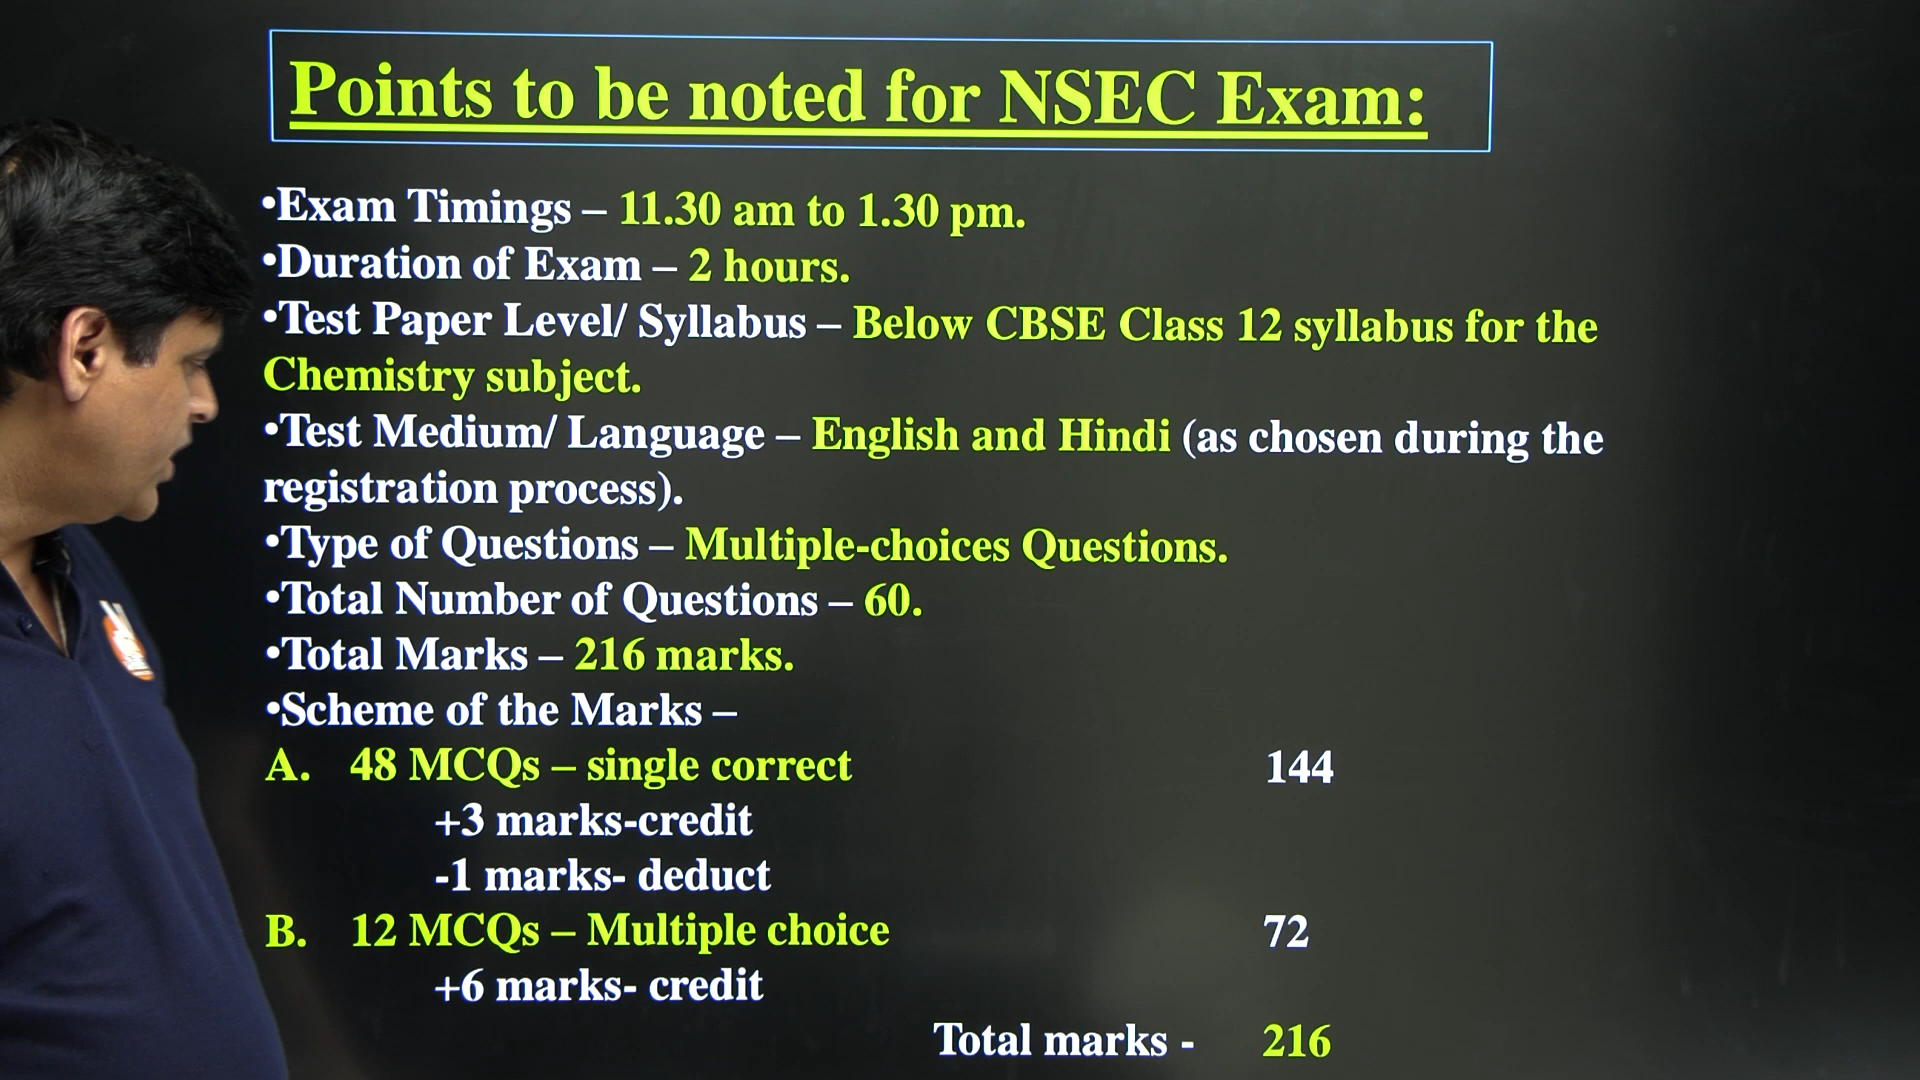 Points to be noted for NSEC Exam:
•Exam Timings – 11.30 am to 1.30 pm.
•Duration of Exam – 2 hours.
•Test Paper Level/ Syllabus – Below CBSE Class 12 syllabus for the
Chemistry subject.
•Test Medium/ Language – English and Hindi (as chosen during the
registration process).
•Type of Questions – Multiple-choices Questions.
•Total Number of Questions – 60.
•Total Marks – 216 marks.
•Scheme of the Marks –
A. 48 MCQs – single correct 144
+3 marks-credit
-1 marks- deduct
B. 12 MCQs – Multiple choice 72
+6 marks- credit
Total marks - 216